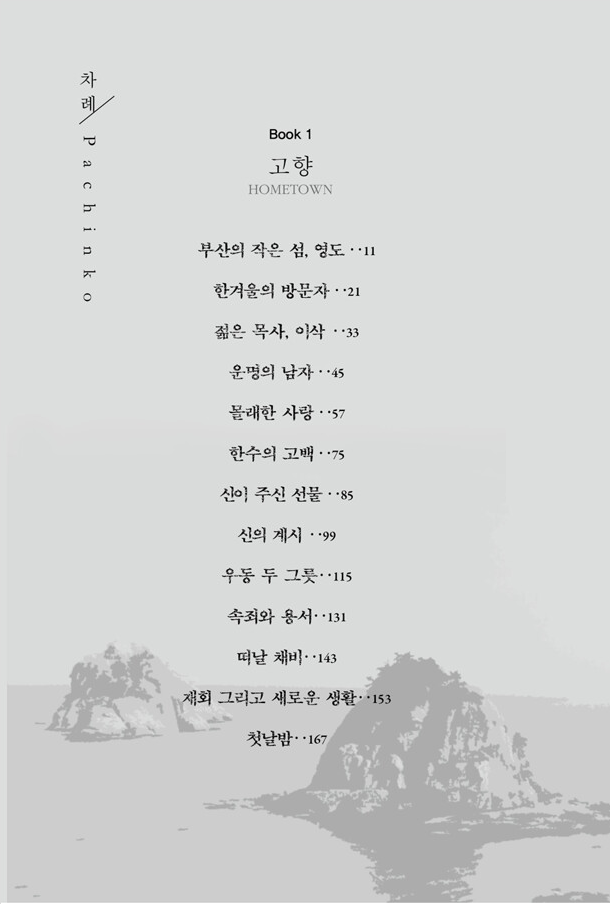 차
례
Pachinko
Book 1
고향
HOMETOWN
부산의 작은 섬, 영도 ··11
한겨울의 방문자 ··21
젊은 목사, 이삭 ··33
운명의 남자 ··45
몰래한 사랑 ··57
한수의 고백 ··75
신이 주신 선물 ··85
신의 계시 ··99
우동 두 그릇··115
속죄와 용서··131
떠날 채비··143
재회 그리고 새로운 생활··153
첫날밤··167